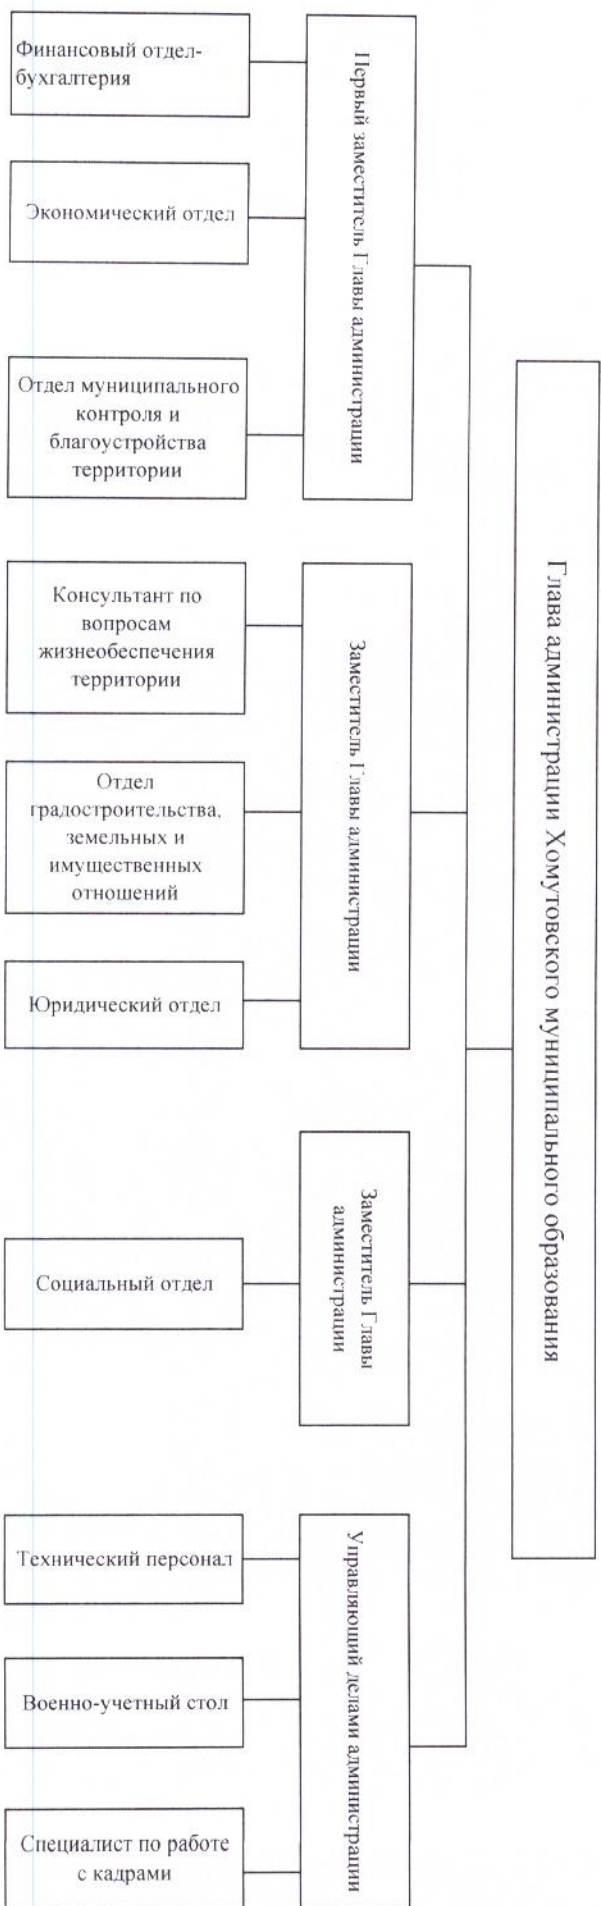 Глава администрации Хомутовского муниципального образования
Первый заместитель Главы администрации
Финансовый отдел-
бухгалтерия
Экономический отдел
Отдел муниципального
контроля и
благоустройства
территории
Заместитель Главы администрации
Консультант по
вопросам
жизнеобеспечения
территории
Отдел
градостроительства,
земельных и
имущественных
отношений
Юридический отдел
Заместитель Главы
администрации
Социальный отдел
Управляющий делами администрации
Технический персонал
Военно-учетный стол
Специалист по работе
с кадрами